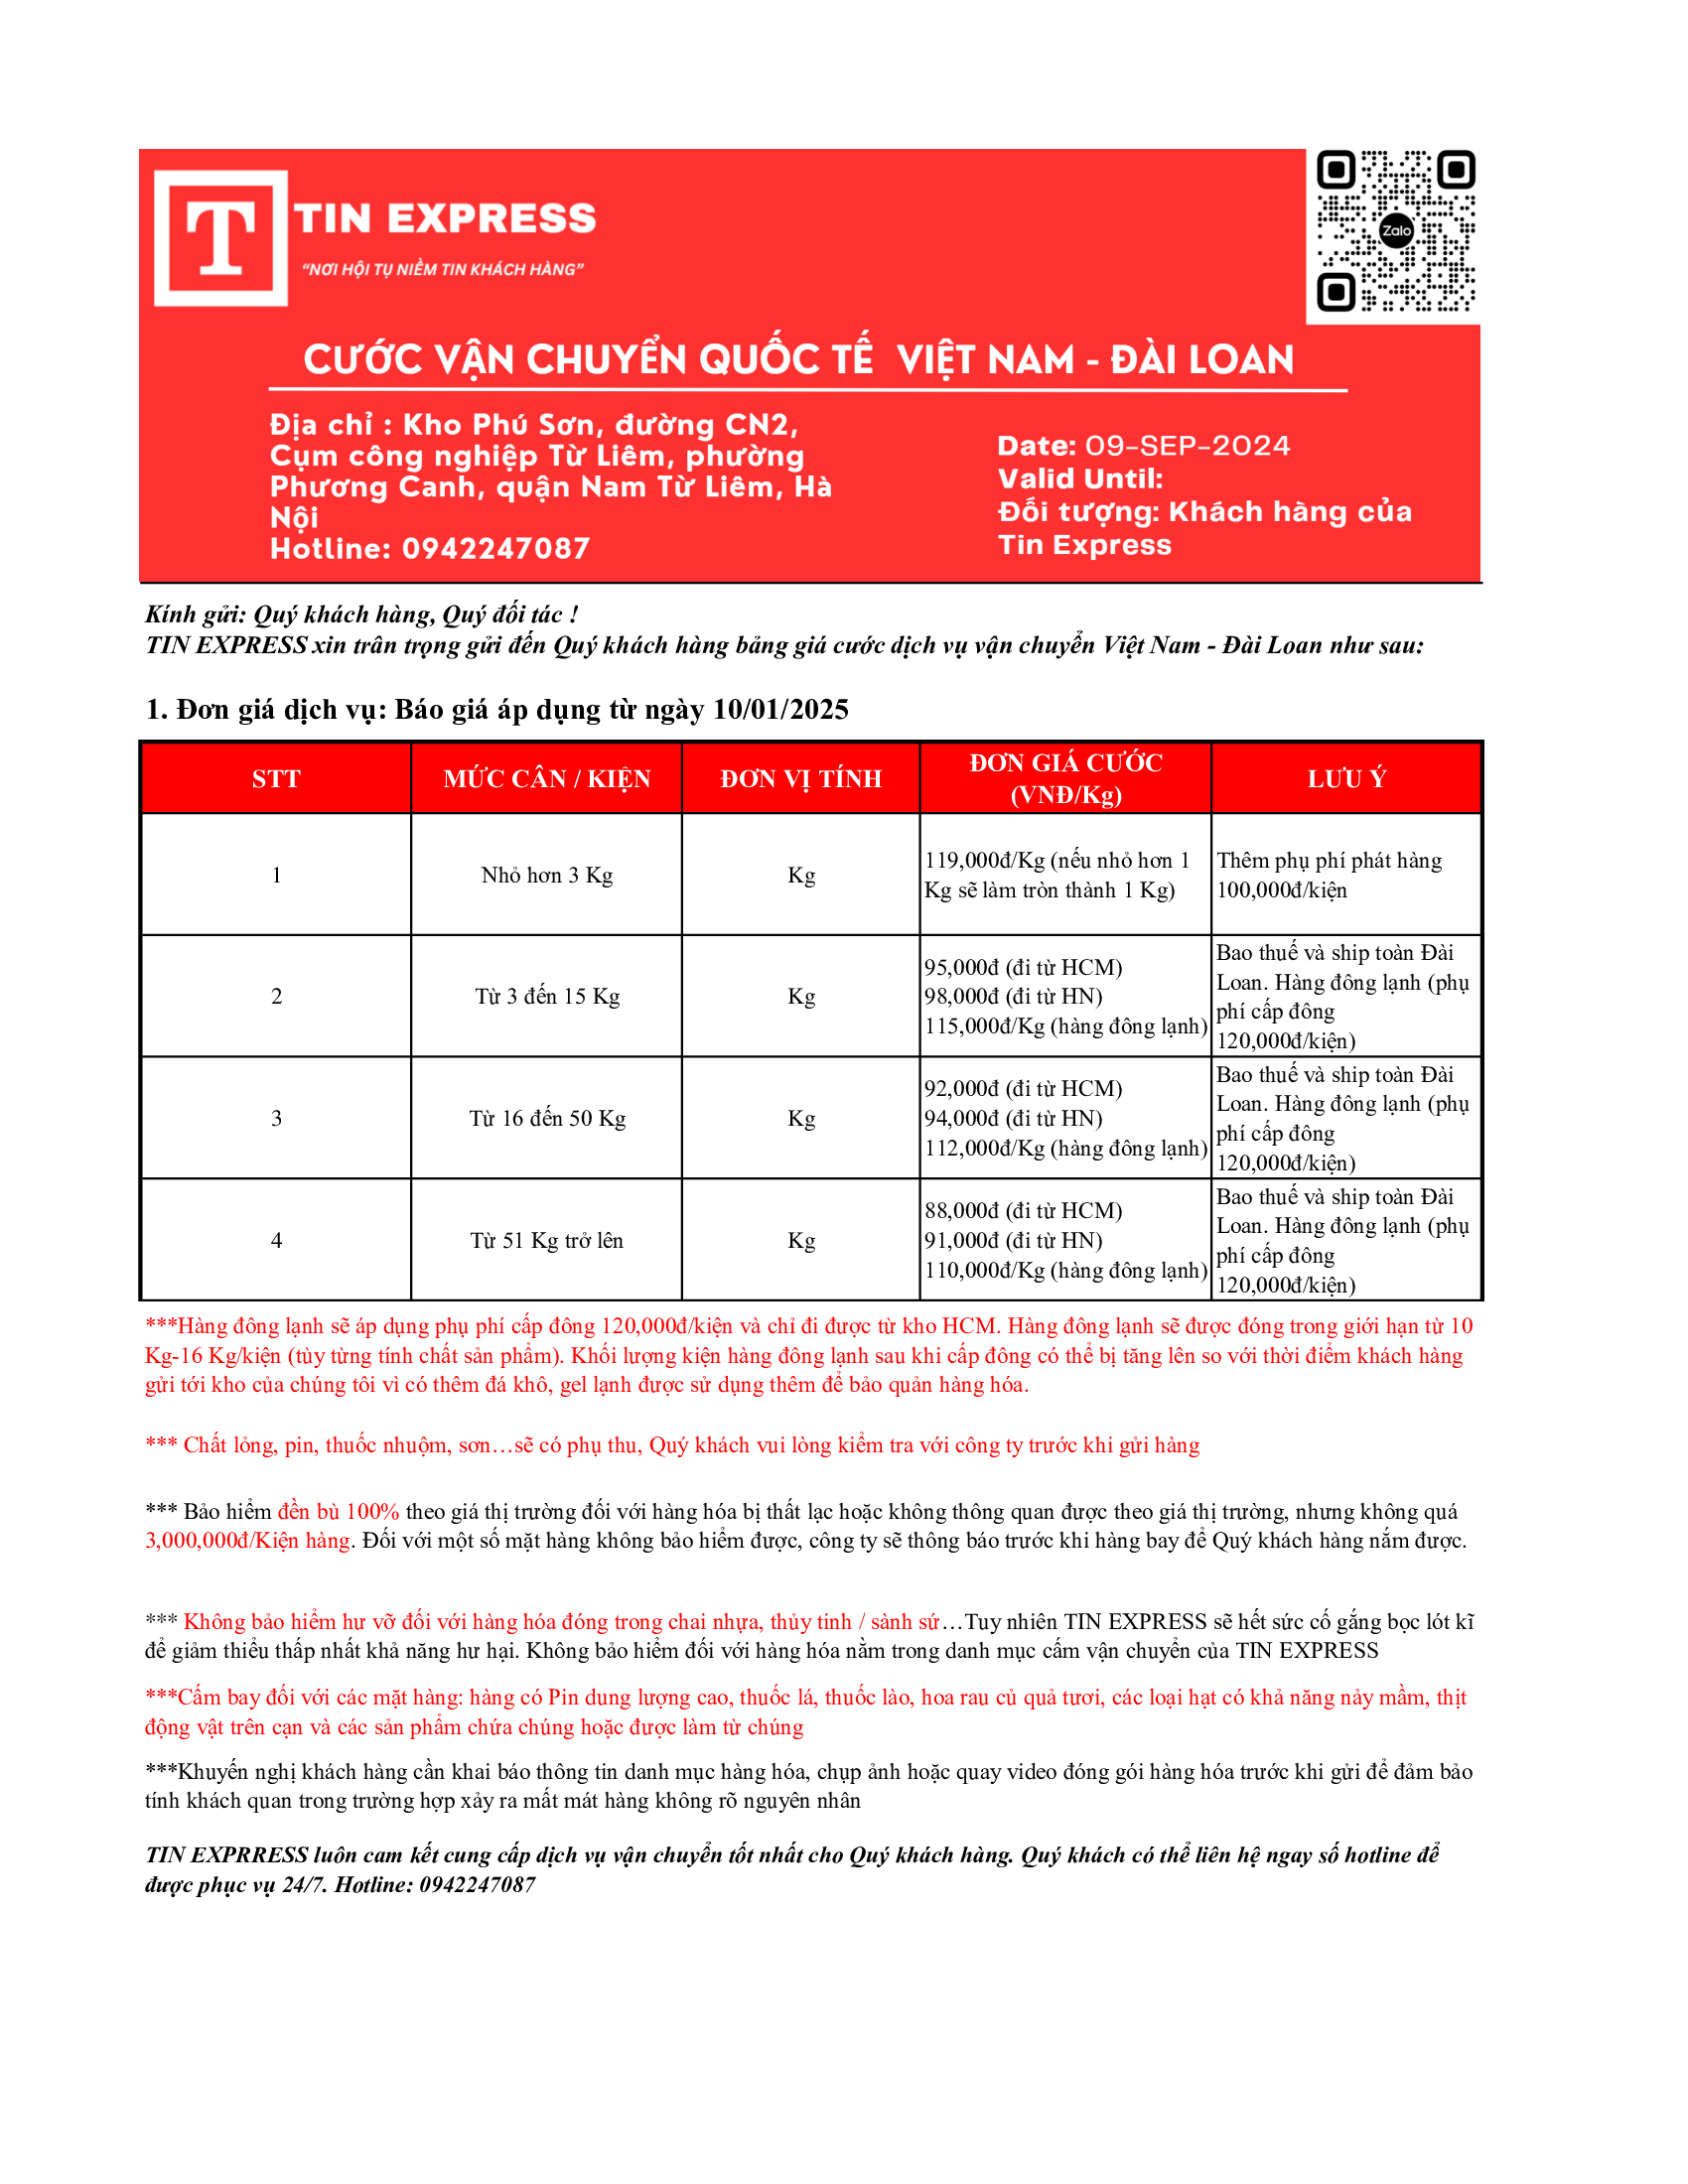 T
TIN EXPRESS
“NƠI HỘI TỤ NIỀM TIN KHÁCH HÀNG”
Zalo
CƯỚC VẬN CHUYỂN QUỐC TẾ VIỆT NAM - ĐÀI LOAN
Địa chỉ : Kho Phú Sơn, đường CN2,
Cụm công nghiệp Từ Liêm, phường
Phương Canh, quận Nam Từ Liêm, Hà
Nội
Hotline: 0942247087
Date: 09-SEP-2024
Valid Until:
Đối tượng: Khách hàng của
Tin Express
Kính gửi: Quý khách hàng, Quý đối tác !
TIN EXPRESS xin trân trọng gửi đến Quý khách hàng bảng giá cước dịch vụ vận chuyển Việt Nam - Đài Loan như sau:
1. Đơn giá dịch vụ: Báo giá áp dụng từ ngày 10/01/2025
STT
MỨC CÂN / KIỆN
ĐƠN VỊ TÍNH
ĐƠN GIÁ CƯỚC
(VNĐ/Kg)
LƯU Ý
1
Nhỏ hơn 3 Kg
Kg
119,000đ/Kg (nếu nhỏ hơn 1
Kg sẽ làm tròn thành 1 Kg)
Thêm phụ phí phát hàng
100,000đ/kiện
2
Từ 3 đến 15 Kg
Kg
95,000đ (đi từ HCM)
98,000đ (đi từ HN)
115,000đ/Kg (hàng đông lạnh)
Bao thuế và ship toàn Đài
Loan. Hàng đông lạnh (phụ
phí cấp đông
120,000đ/kiện)
3
Từ 16 đến 50 Kg
Kg
92,000đ (đi từ HCM)
94,000đ (đi từ HN)
112,000đ/Kg (hàng đông lạnh)
Bao thuế và ship toàn Đài
Loan. Hàng đông lạnh (phụ
phí cấp đông
120,000đ/kiện)
4
Từ 51 Kg trở lên
Kg
88,000đ (đi từ HCM)
91,000đ (đi từ HN)
110,000đ/Kg (hàng đông lạnh)
Bao thuế và ship toàn Đài
Loan. Hàng đông lạnh (phụ
phí cấp đông
120,000đ/kiện)
***Hàng đông lạnh sẽ áp dụng phụ phí cấp đông 120,000đ/kiện và chỉ đi được từ kho HCM. Hàng đông lạnh sẽ được đóng trong giới hạn từ 10
Kg-16 Kg/kiện (tùy từng tính chất sản phẩm). Khối lượng kiện hàng đông lạnh sau khi cấp đông có thể bị tăng lên so với thời điểm khách hàng
gửi tới kho của chúng tôi vì có thêm đá khô, gel lạnh được sử dụng thêm để bảo quản hàng hóa.
*** Chất lỏng, pin, thuốc nhuộm, sơn…sẽ có phụ thu, Quý khách vui lòng kiểm tra với công ty trước khi gửi hàng
*** Bảo hiểm đền bù 100% theo giá thị trường đối với hàng hóa bị thất lạc hoặc không thông quan được theo giá thị trường, nhưng không quá
3,000,000đ/Kiện hàng. Đối với một số mặt hàng không bảo hiểm được, công ty sẽ thông báo trước khi hàng bay để Quý khách hàng nắm được.
*** Không bảo hiểm hư vỡ đối với hàng hóa đóng trong chai nhựa, thủy tinh / sành sứ…Tuy nhiên TIN EXPRESS sẽ hết sức cố gắng bọc lót kĩ
để giảm thiểu thấp nhất khả năng hư hại. Không bảo hiểm đối với hàng hóa nằm trong danh mục cấm vận chuyển của TIN EXPRESS
***Cấm bay đối với các mặt hàng: hàng có Pin dung lượng cao, thuốc lá, thuốc lào, hoa rau củ quả tươi, các loại hạt có khả năng nảy mầm, thịt
động vật trên cạn và các sản phẩm chứa chúng hoặc được làm từ chúng
***Khuyến nghị khách hàng cần khai báo thông tin danh mục hàng hóa, chụp ảnh hoặc quay video đóng gói hàng hóa trước khi gửi để đảm bảo
tính khách quan trong trường hợp xảy ra mất mát hàng không rõ nguyên nhân
TIN EXPRRESS luôn cam kết cung cấp dịch vụ vận chuyển tốt nhất cho Quý khách hàng. Quý khách có thể liên hệ ngay số hotline để
được phục vụ 24/7. Hotline: 0942247087